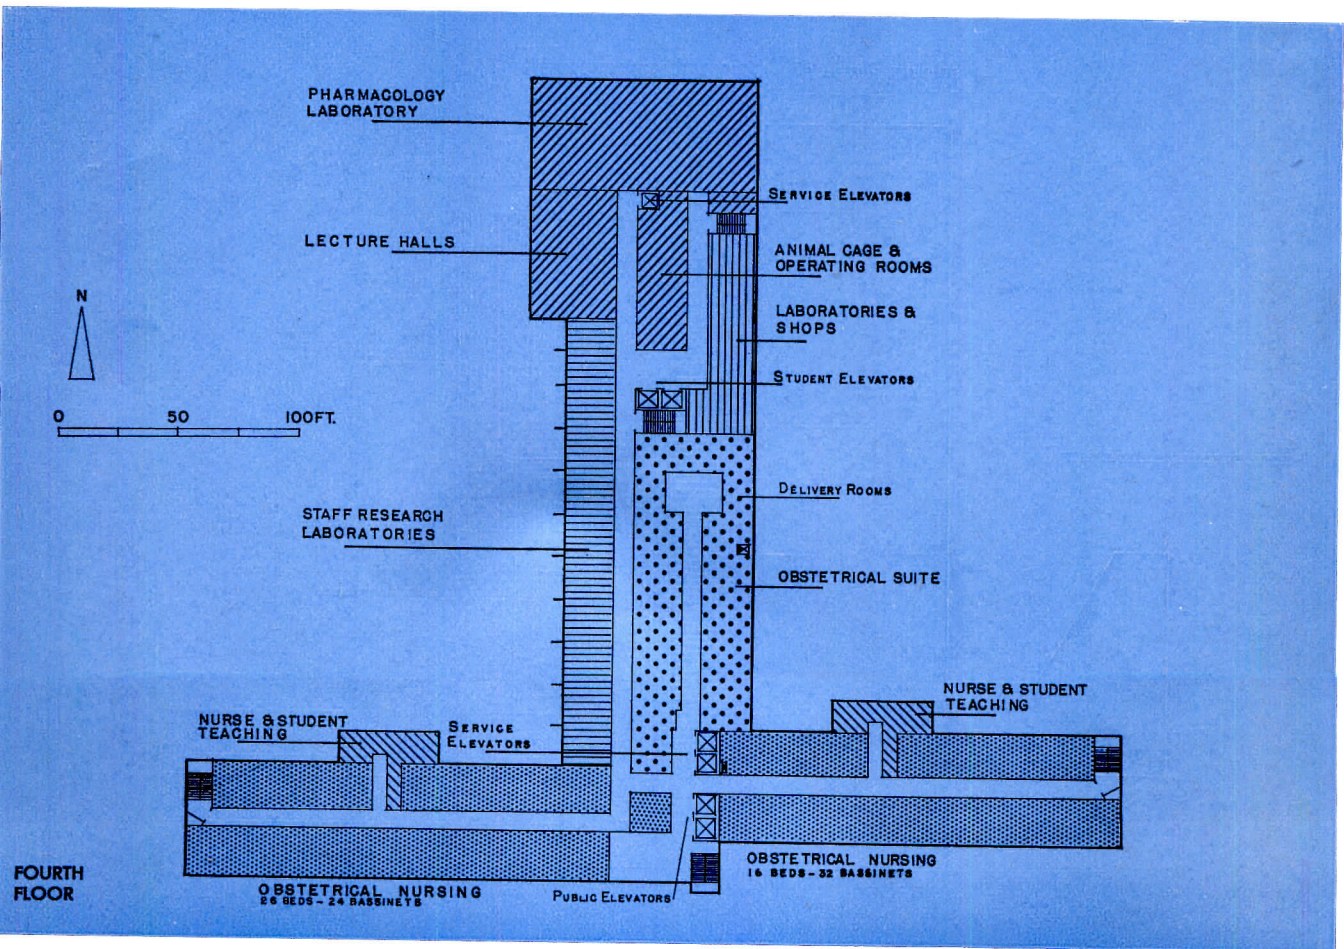 PHARMACOLOGY
LABORATORY
SERVICE ELEVATORS
LECTURE HALLS
ANIMAL CAGE &
OPERATING ROOMS
N
LABORATORIES &
SHOPS
STUDENT ELEVATORS
0 50 100FT.
DELIVERY ROOMS
STAFF RESEARCH
LABORATORIES
OBSTETRICAL SUITE
NURSE & STUDENT
TEACHING
NURSE & STUDENT
TEACHING
SERVICE
ELEVATORS
OBSTETRICAL NURSING
16 BEDS-32 BASSINETS
FOURTH
FLOOR
OBSTETRICAL NURSING
26 BEDS-24 BASSINETS
PUBLIC ELEVATORS